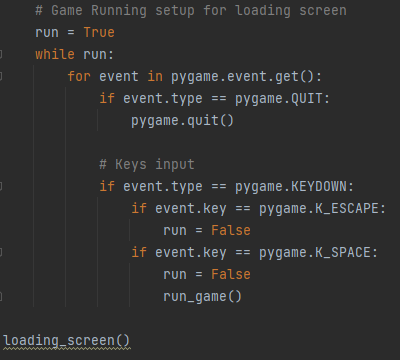 # Game Running setup for loading screen
run = True
while run:
for event in pygame.event.get():
if event.type == pygame.QUIT:
pygame.quit()
# Keys input
if event.type == pygame.KEYDOWN:
if event.key == pygame.K_ESCAPE:
run = False
if event.key == pygame.K_SPACE:
run = False
run_game()
loading_screen()